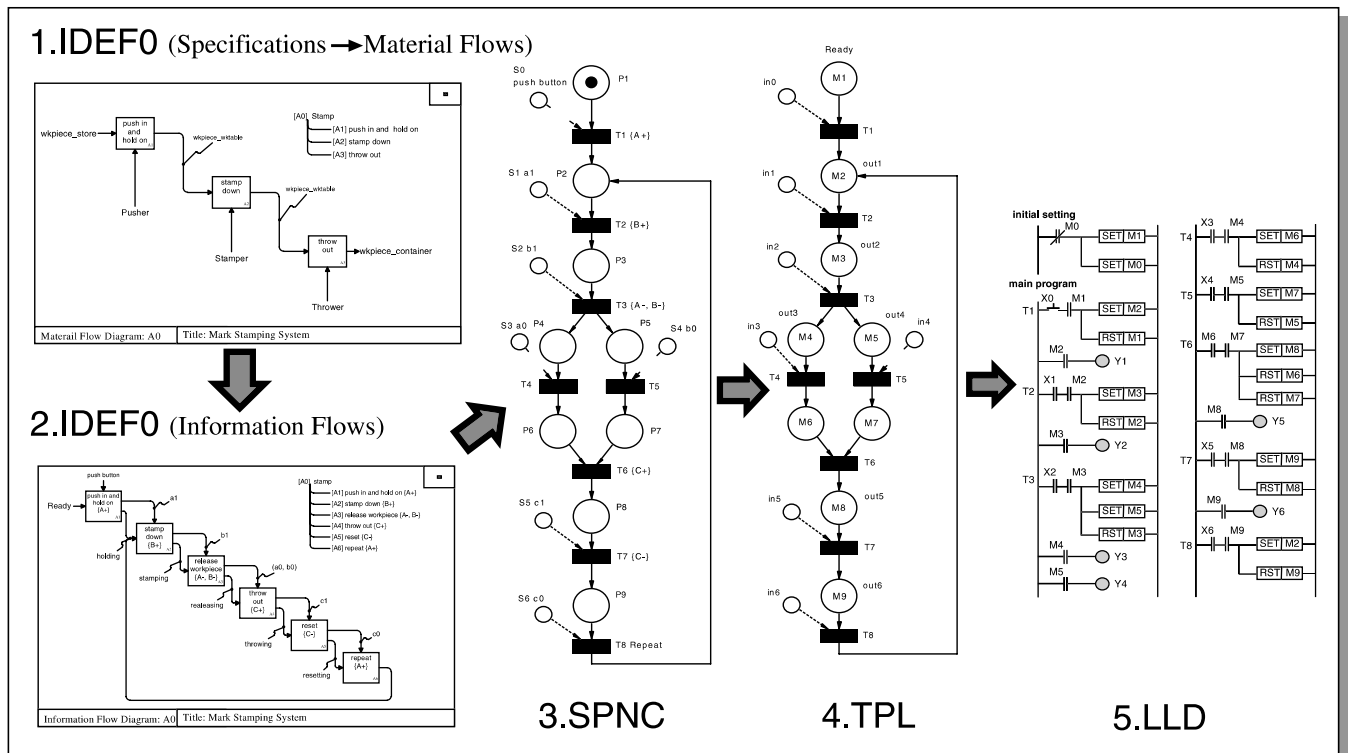 1.IDEF0 (Specifications → Material Flows)
wkpiece_store
push in
and
hold on
A1
wkpiece_wktable
Pusher
stamp
down
A2
wkpiece_wktable
Stamper
throw
out
A3
wkpiece_container
Thrower
[A0] Stamp
[A1] push in and hold on
[A2] stamp down
[A3] throw out
Materail Flow Diagram: A0
Title: Mark Stamping System
2.IDEF0 (Information Flows)
push button
Ready
push in and
hold on
{A+}
a1
holding
stamp
down
{B+}
b1
stamping
release
workpiece
{A-, B-}
(a0, b0)
realeasing
throw
out
{C+}
c1
throwing
reset
{C-}
c0
resetting
repeat
{A+}
[A0] stamp
[A1] push in and hold on {A+}
[A2] stamp down {B+}
[A3] release workpiece {A-, B-}
[A4] throw out {C+}
[A5] reset {C-}
[A6] repeat {A+}
Information Flow Diagram: A0
Title: Mark Stamping System
S0
push button
P1
T1 {A+}
S1 a1
P2
T2 {B+}
S2 b1
P3
T3 {A-, B-}
S3 a0
P4
P5
S4 b0
T4
T5
P6
P7
T6 {C+}
P8
S5 c1
T7 {C-}
P9
S6 c0
T8 Repeat
3.SPNC
Ready
M1
in0
T1
out1
in1
M2
T2
out2
in2
M3
T3
out3
out4
in3
M4
M5
in4
T4
T5
M6
M7
T6
out5
M8
in5
T7
out6
M9
in6
T8
4.TPL
initial setting
M0
SET M1
SET M0
main program
T1
X0
M1
SET M2
RST M1
M2
Y1
T2
X1
M2
SET M3
RST M2
M3
Y2
T3
X2
M3
SET M4
SET M5
RST M3
M4
Y3
M5
Y4
T4
X3
M4
SET M6
RST M4
T5
X4
M5
SET M7
RST M5
T6
M6
M7
SET M8
RST M6
RST M7
M8
Y5
T7
X5
M8
SET M9
RST M8
M9
Y6
T8
X6
M9
SET M2
RST M9
5.LLD